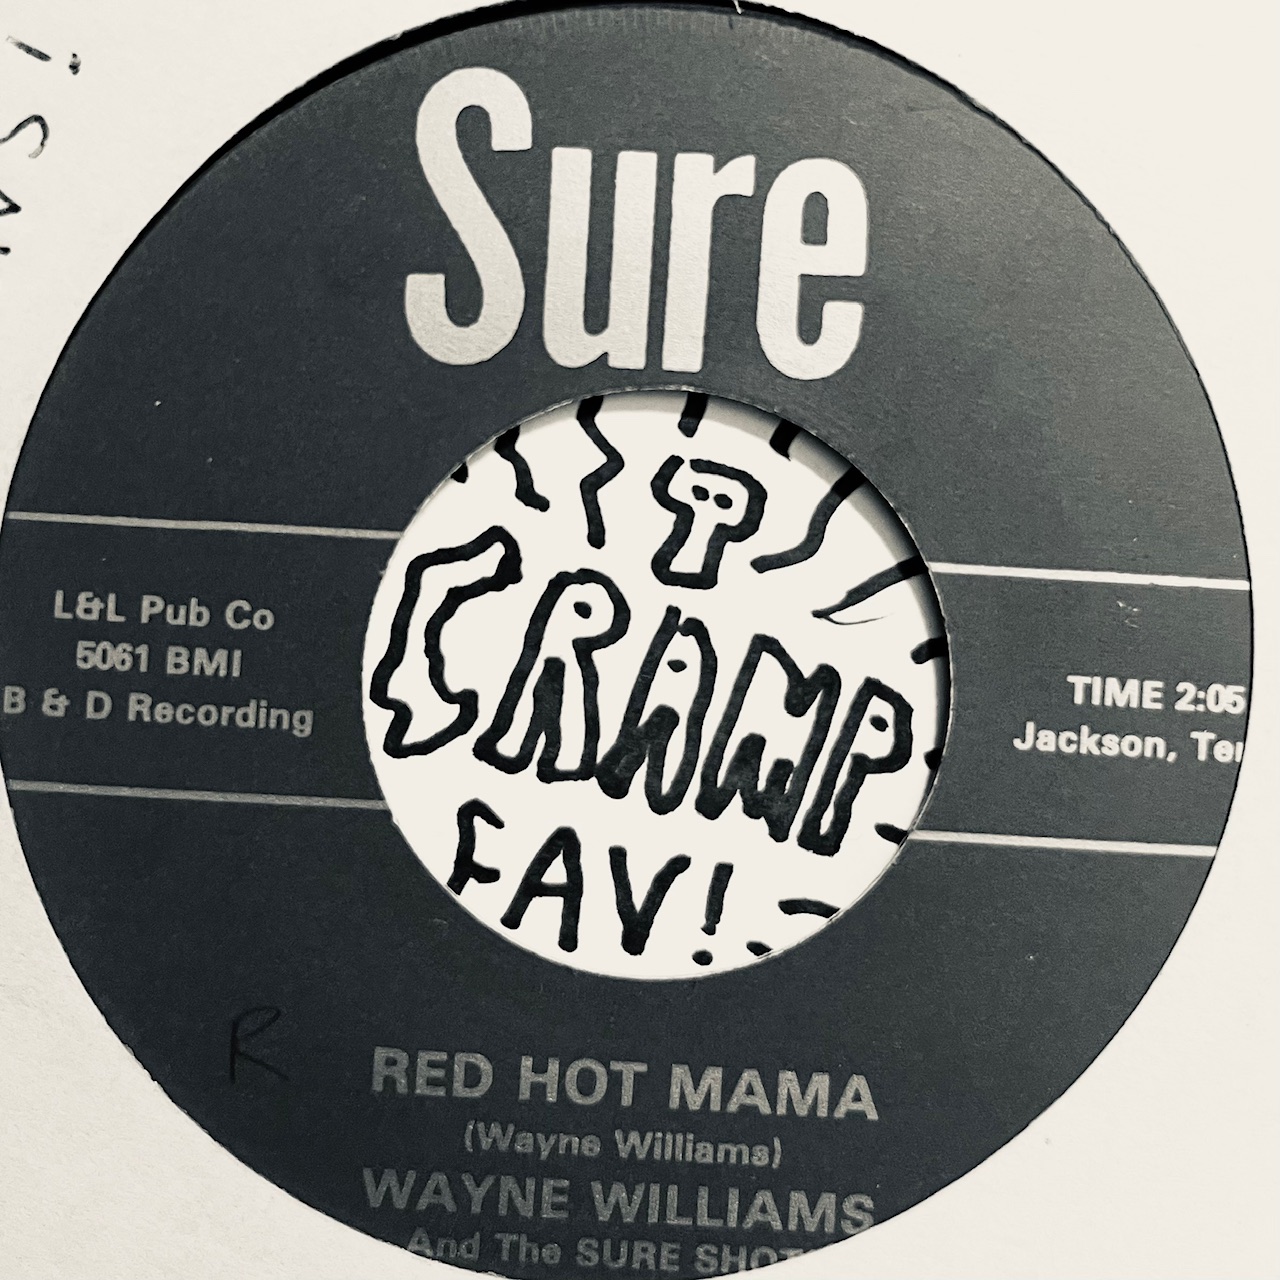 Sure
L&L Pub Co
5061 BMI
B & D Recording
TIME 2:05
Jackson, Te
CRAMP
FAV!
R
RED HOT MAMA
(Wayne Williams)
WAYNE WILLIAMS
And The SURE SHOT